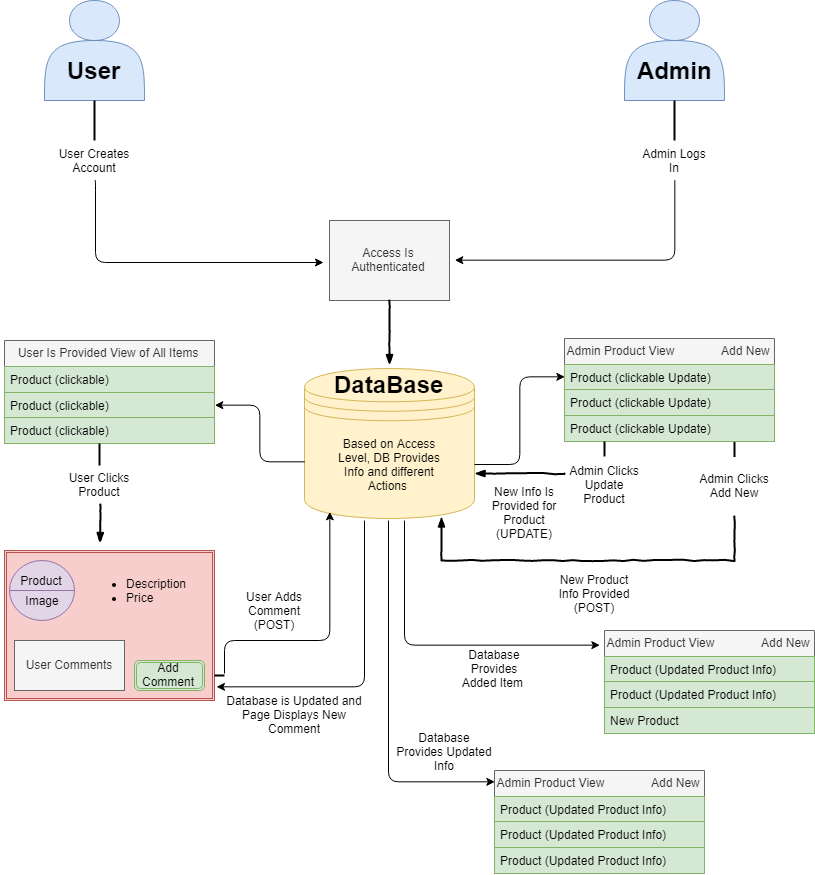 User
Admin
User Creates
Account
Admin Logs
In
Access Is
Authenticated
User Is Provided View of All Items
Product (clickable)
Product (clickable)
Product (clickable)
DataBase
Based on Access
Level, DB Provides
Info and different
Actions
Admin Product View Add New
Product (clickable Update)
Product (clickable Update)
Product (clickable Update)
User Clicks
Product
Admin Clicks
Update
Product
Admin Clicks
Add New
New Info Is
Provided for
Product
(UPDATE)
New Product
Info Provided
(POST)
Product
Image
• Description
• Price
User Comments
Add
Comment
User Adds
Comment
(POST)
Database is Updated and
Page Displays New
Comment
Database
Provides
Added Item
Admin Product View Add New
Product (Updated Product Info)
Product (Updated Product Info)
New Product
Database
Provides Updated
Info
Admin Product View Add New
Product (Updated Product Info)
Product (Updated Product Info)
Product (Updated Product Info)